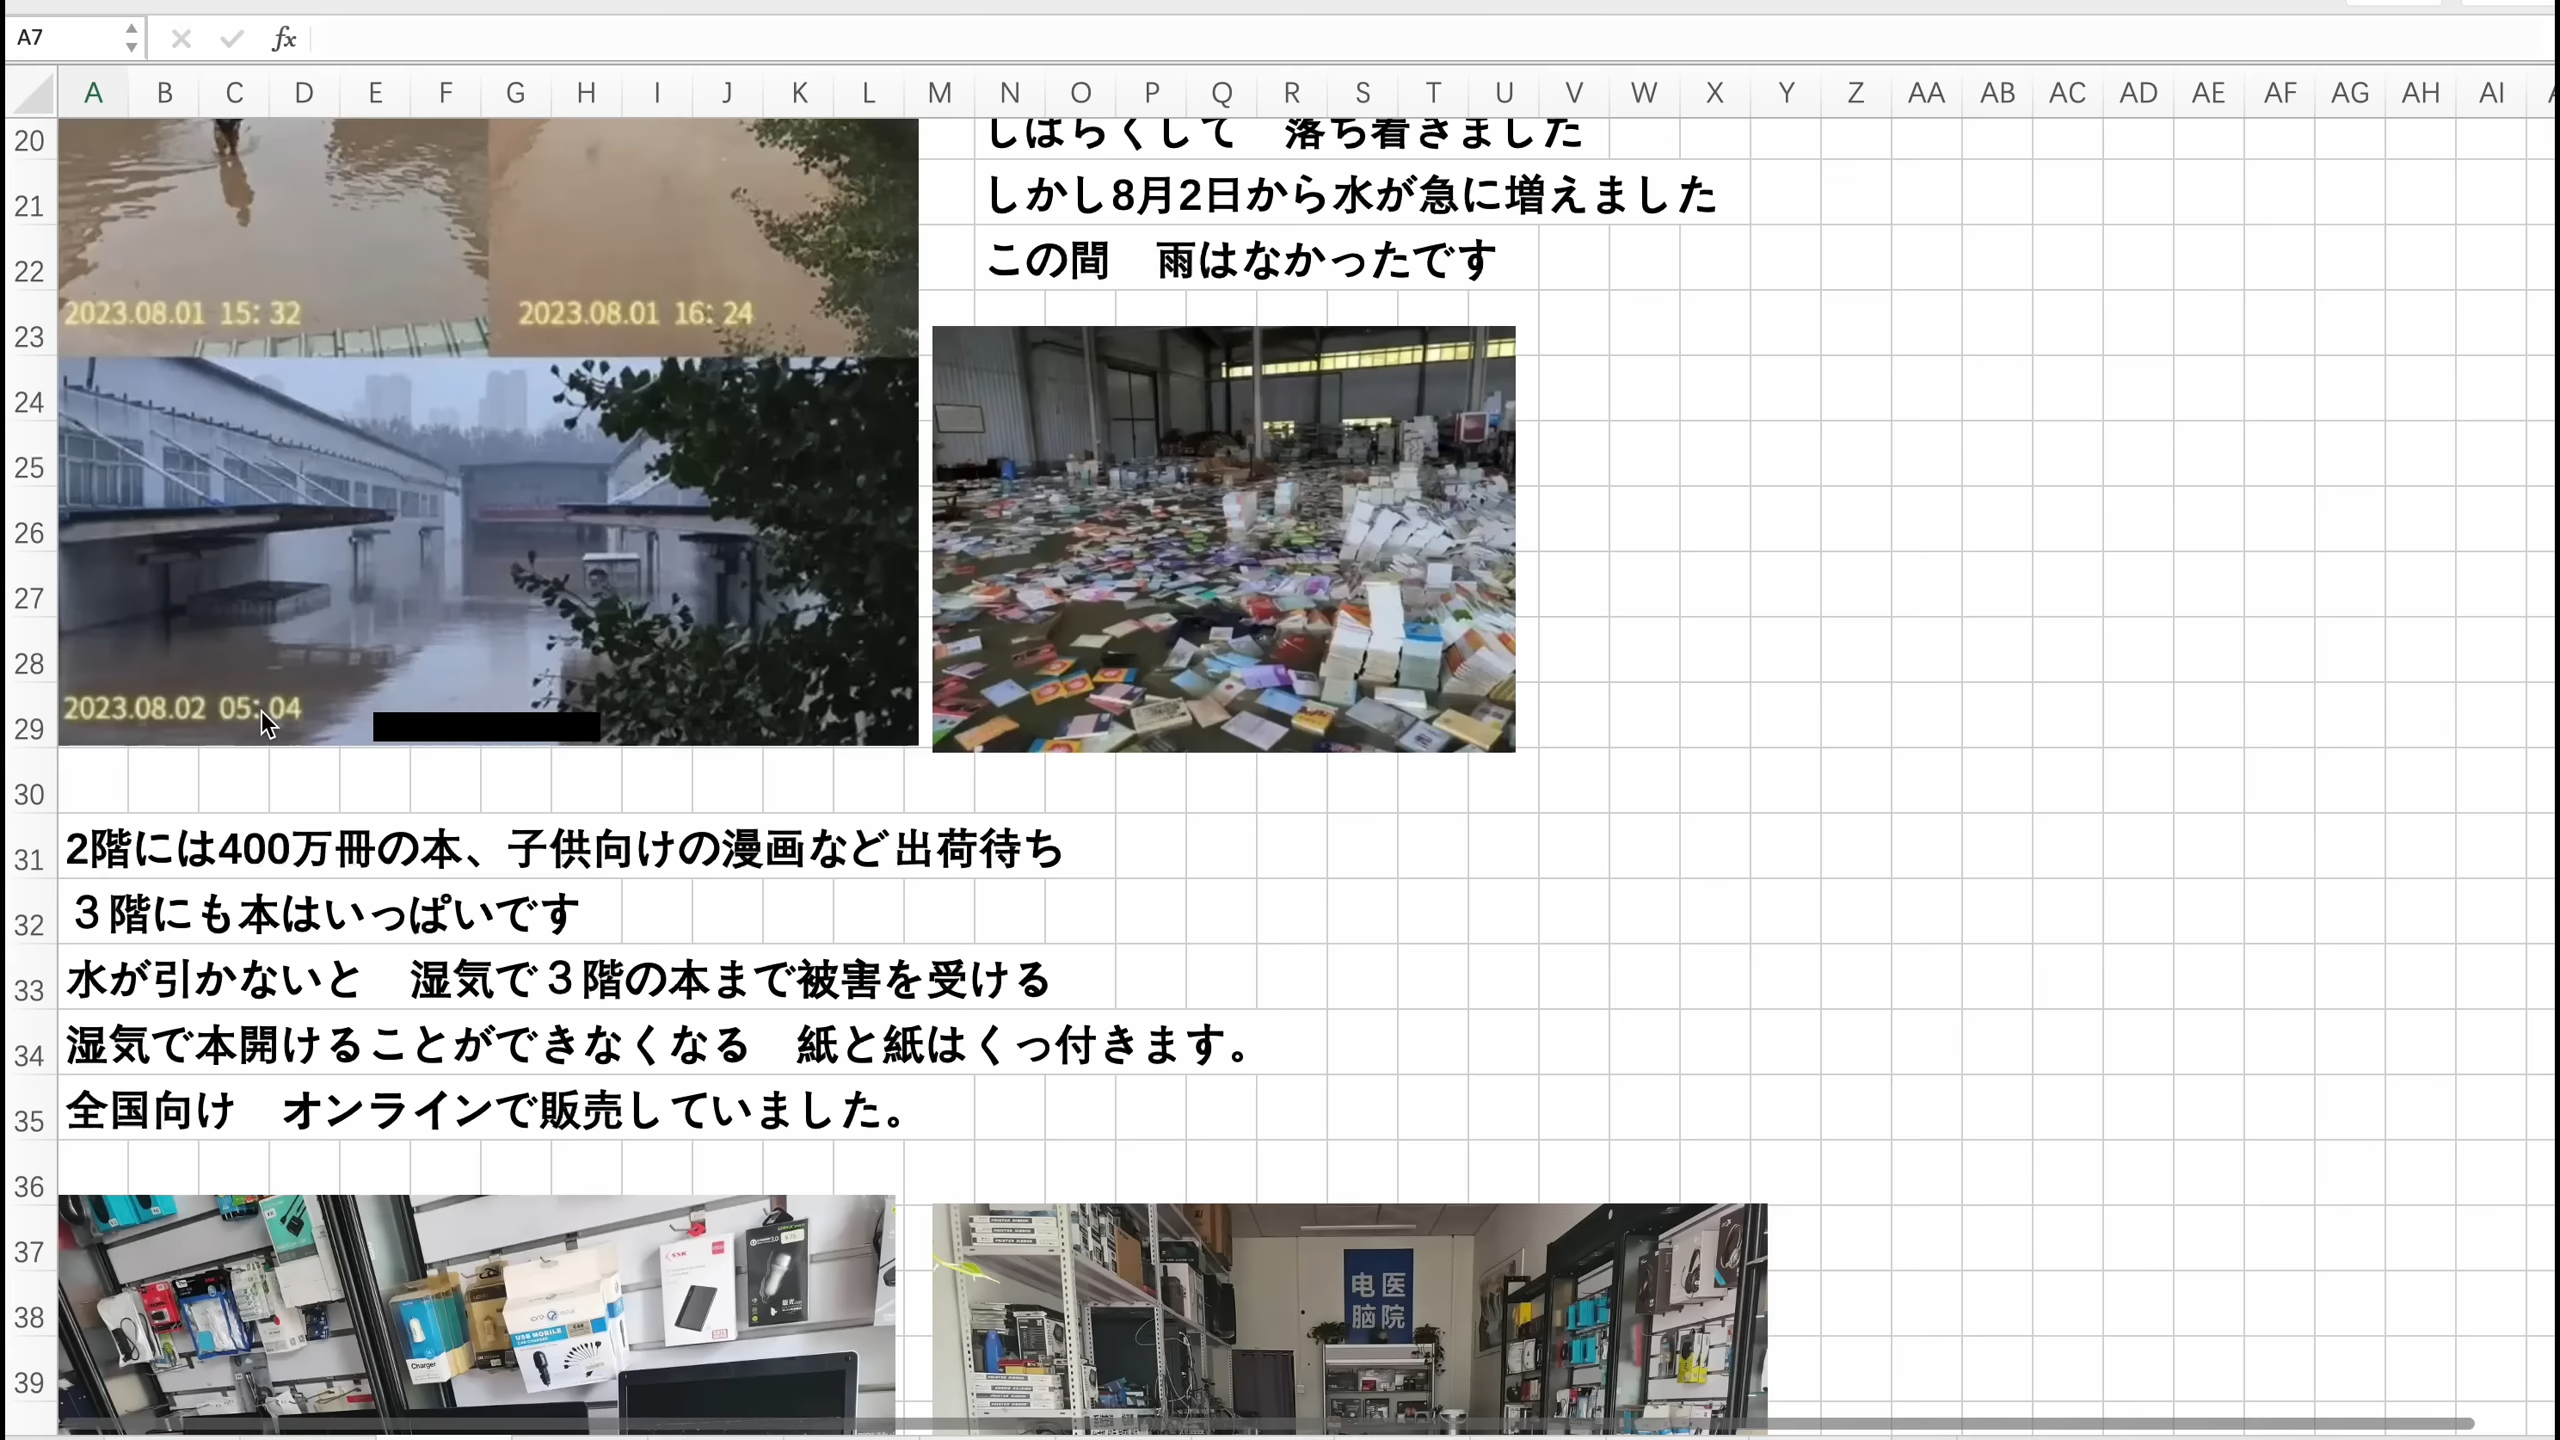 A7
fx
A B C D E F G H I J K L M N O P Q R S T U V W X Y Z AA AB AC AD AE AF AG AH AI
20
しばらくして　落ち着きました
21
しかし8月2日から水が急に増えました
22
この間　雨はなかったです
2023.08.01 15:32
2023.08.01 16:24
23
24
25
26
27
28
2023.08.02 05:04
29
30
31
2階には400万冊の本、子供向けの漫画など出荷待ち
32
３階にも本はいっぱいです
33
水が引かないと　湿気で３階の本まで被害を受ける
34
湿気で本開けることができなくなる　紙と紙はくっ付きます。
35
全国向け　オンラインで販売していました。
36
37
38
39
SSK
USB MOBILE
Charger
电医
脑院